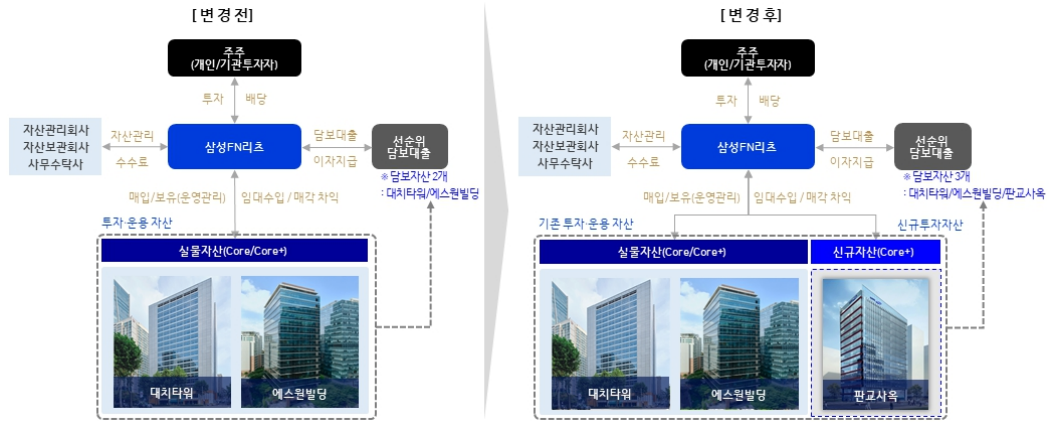 [변경전]
주주
(개인/기관투자자)
투자
배당
자산관리회사
자산보관회사
사무수탁사
자산관리
수수료
삼성FN리츠
담보대출
이자지급
선순위
담보대출
※ 담보자산 2개
: 대치타워/에스원빌딩
매입/보유(운영관리)
임대수입 / 매각 차익
투자·운용 자산
실물자산(Core/Core+)
대치타워
에스원빌딩
[변경후]
주주
(개인/기관투자자)
투자
배당
자산관리회사
자산보관회사
사무수탁사
자산관리
수수료
삼성FN리츠
담보대출
이자지급
선순위
담보대출
※ 담보자산 3개
: 대치타워/에스원빌딩/판교사옥
매입/보유(운영관리)
임대수입 / 매각 차익
기존 투자·운용 자산
신규투자자산
실물자산(Core/Core+)
신규자산(Core+)
대치타워
에스원빌딩
판교사옥